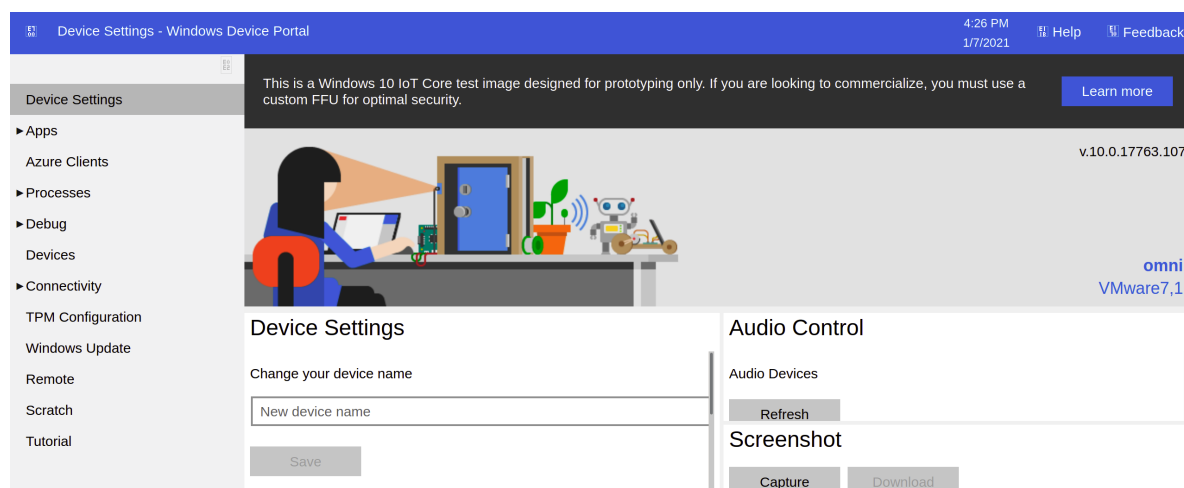 Device Settings - Windows Device Portal
4:26 PM
1/7/2021
Help
Feedback
This is a Windows 10 IoT Core test image designed for prototyping only. If you are looking to commercialize, you must use a
custom FFU for optimal security.
Learn more
Device Settings
Apps
Azure Clients
Processes
Debug
Devices
Connectivity
TPM Configuration
Windows Update
Remote
Scratch
Tutorial
v.10.0.17763.107
omni
VMware7,1
Device Settings
Change your device name
New device name
Save
Audio Control
Audio Devices
Refresh
Screenshot
Capture
Download